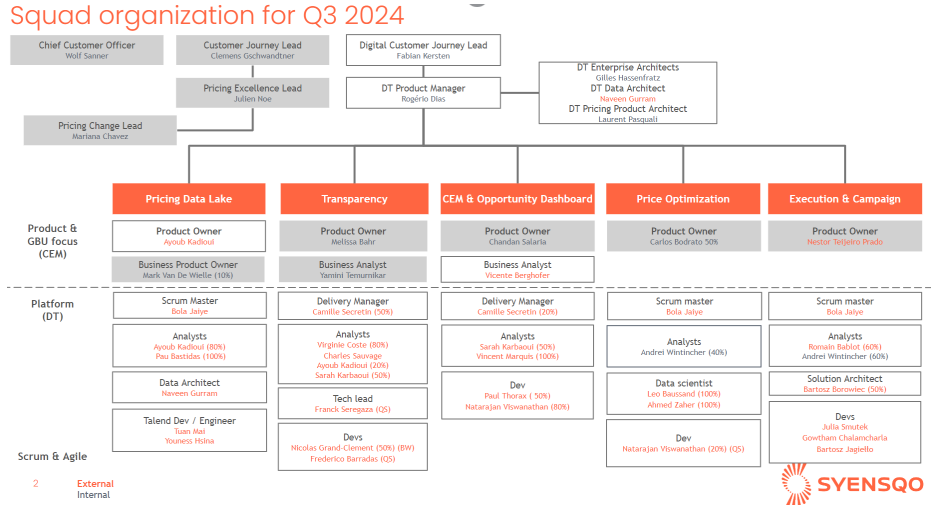 Squad organization for Q3 2024
Chief Customer Officer
Wolf Sanner
Customer Journey Lead
Clemens Gschwandtner
Digital Customer Journey Lead
Fabian Kersten
Pricing Excellence Lead
Julien Noe
DT Product Manager
Rogério Dias
DT Enterprise Architects
Gilles Hassenfratz
DT Data Architect
Naveen Gurram
DT Pricing Product Architect
Laurent Pasquali
Pricing Change Lead
Mariana Chavez
Pricing Data Lake
Transparency
CEM & Opportunity Dashboard
Price Optimization
Execution & Campaign
Product &
GBU focus
(CEM)
Product Owner
Ayoub Kadioui
Product Owner
Melissa Bahr
Product Owner
Chandan Salaria
Product Owner
Carlos Bodrato 50%
Product Owner
Nestor Teijeiro Prado
Business Product Owner
Mark Van De Wielle (10%)
Business Analyst
Yamini Temurnikar
Business Analyst
Vicente Berghofer
Platform
(DT)
Scrum Master
Bola Jaiye
Delivery Manager
Camille Secretin (50%)
Delivery Manager
Camille Secretin (20%)
Scrum master
Bola Jaiye
Scrum master
Bola Jaiye
Analysts
Ayoub Kadioui (80%)
Pau Bastidas (100%)
Analysts
Virginie Coste (80%)
Charles Sauvage
Ayoub Kadioui (20%)
Sarah Karbaoui (50%)
Analysts
Sarah Karbaoui (50%)
Vincent Marquis (100%)
Analysts
Andrei Wintincher (40%)
Analysts
Romain Bablot (60%)
Andrei Wintincher (60%)
Data Architect
Naveen Gurram
Tech lead
Franck Seregaza (QS)
Dev
Paul Thorax ( 50%)
Natarajan Viswanathan (80%)
Data scientist
Leo Baussand (100%)
Ahmed Zaher (100%)
Solution Architect
Bartosz Borowiec (50%)
Talend Dev / Engineer
Tuan Mai
Youness Hsina
Devs
Nicolas Grand-Clement (50%) (BW)
Frederico Barradas (QS)
Dev
Natarajan Viswanathan (20%) (QS)
Devs
Julia Smutek
Gowtham Chalamcharla
Bartosz Jagiello
Scrum & Agile
2
External
Internal
SYENSQO